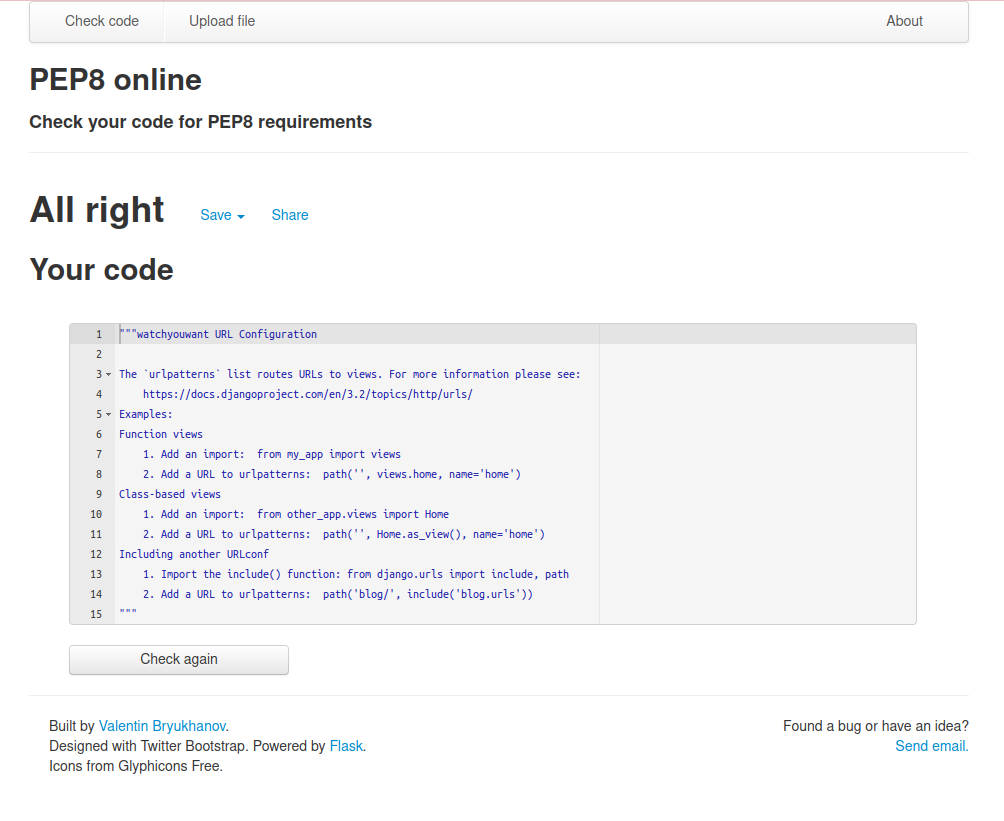 Check code Upload file About
PEP8 online
Check your code for PEP8 requirements
All right Save Share
Your code
1 """watchyouwant URL Configuration
2
3 The `urlpatterns` list routes URLs to views. For more information please see:
4     https://docs.djangoproject.com/en/3.2/topics/http/urls/
5 Examples:
6 Function views
7     1. Add an import:  from my_app import views
8     2. Add a URL to urlpatterns:  path('', views.home, name='home')
9 Class-based views
10     1. Add an import:  from other_app.views import Home
11     2. Add a URL to urlpatterns:  path('', Home.as_view(), name='home')
12 Including another URLconf
13     1. Import the include() function: from django.urls import include, path
14     2. Add a URL to urlpatterns:  path('blog/', include('blog.urls'))
15 """
Check again
Built by Valentin Bryukhanov. Found a bug or have an idea?
Designed with Twitter Bootstrap. Powered by Flask. Send email.
Icons from Glyphicons Free.